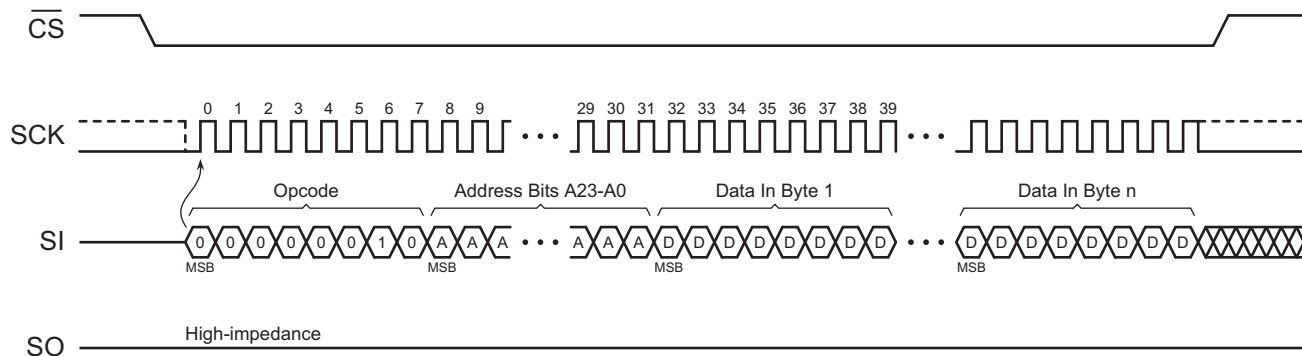 CS
0 1 2 3 4 5 6 7 8 9 29 30 31 32 33 34 35 36 37 38 39
SCK
Opcode Address Bits A23-A0 Data In Byte 1 Data In Byte n
SI 0 0 0 0 0 0 1 0 A A A A A A D D D D D D D D D D D D D D D D
MSB MSB MSB MSB
High-impedance
SO